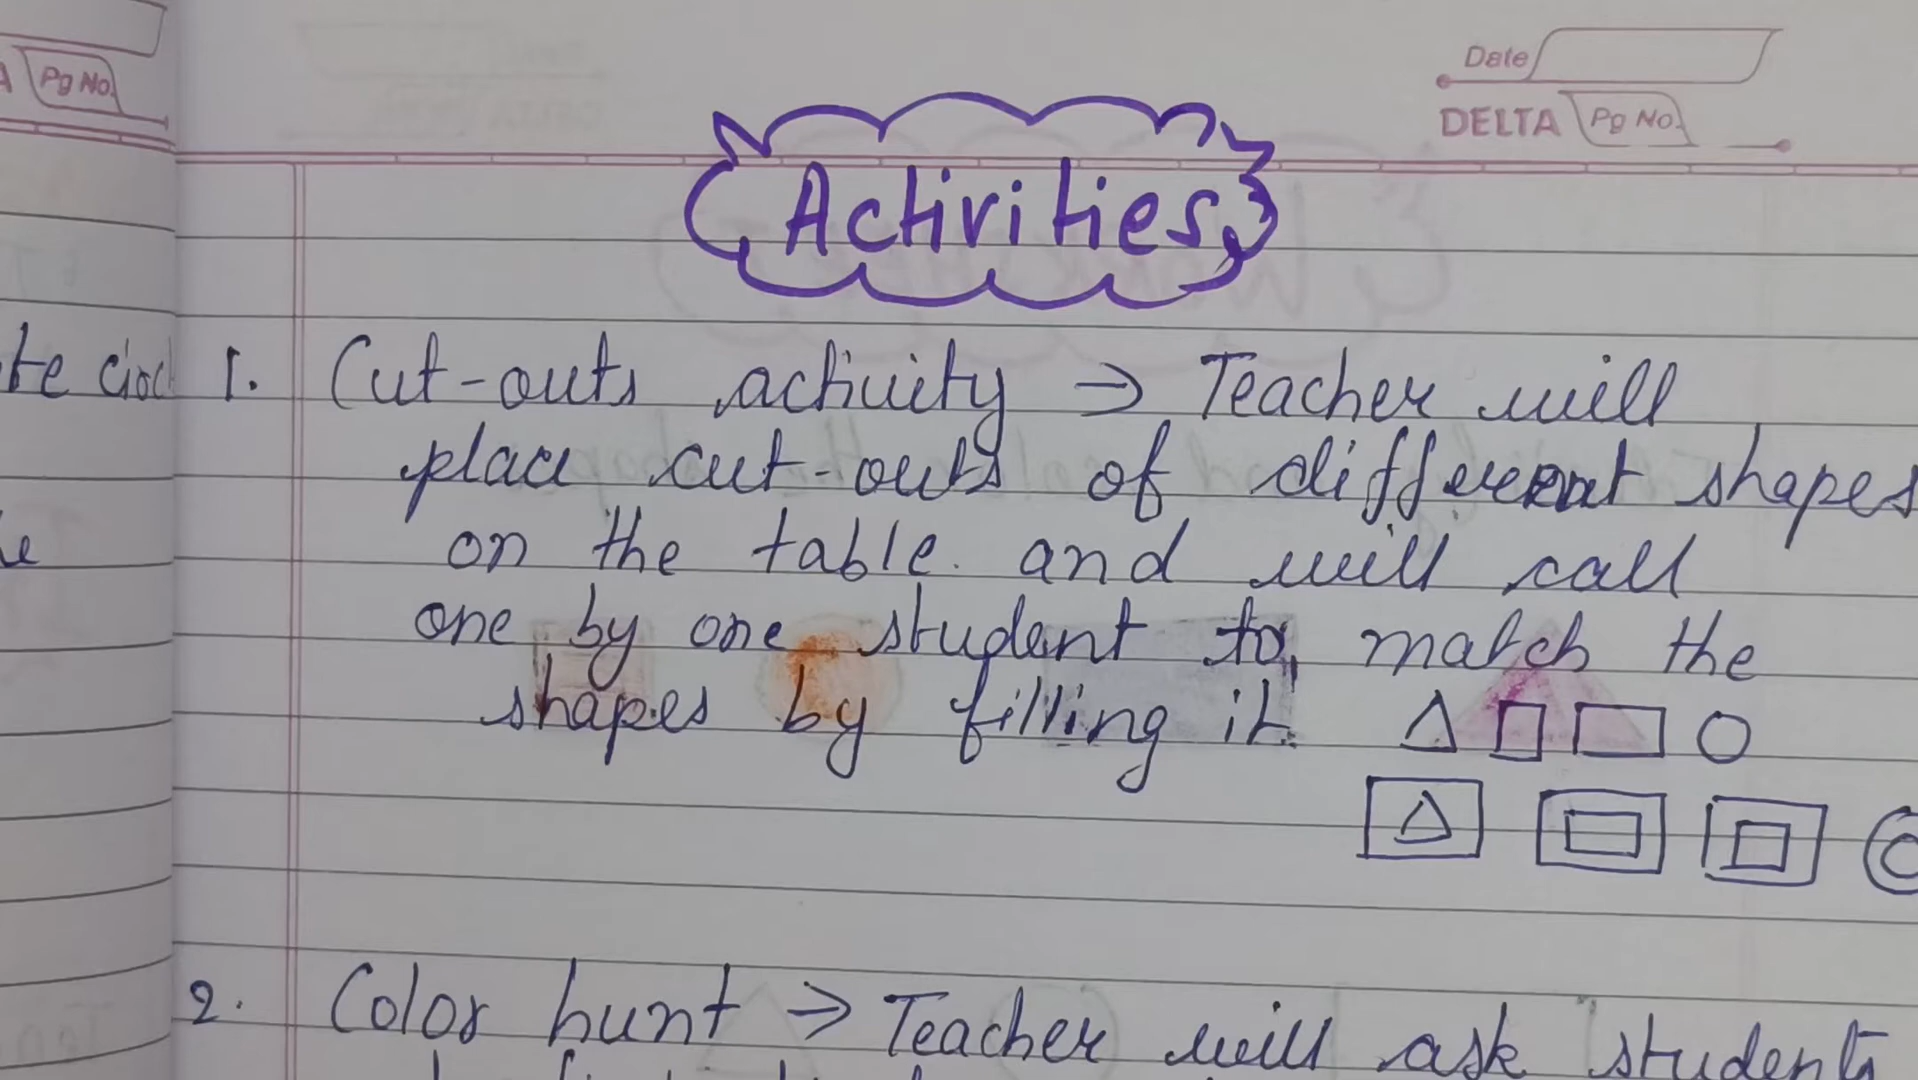 Pg No.
Date
DELTA Pg No.
Activities
1. Cut-outs activity → Teacher will
place cut-outs of different shapes
on the table. and will call
one by one student to match the
shapes by filling it.
2. Color hunt → Teacher will ask students